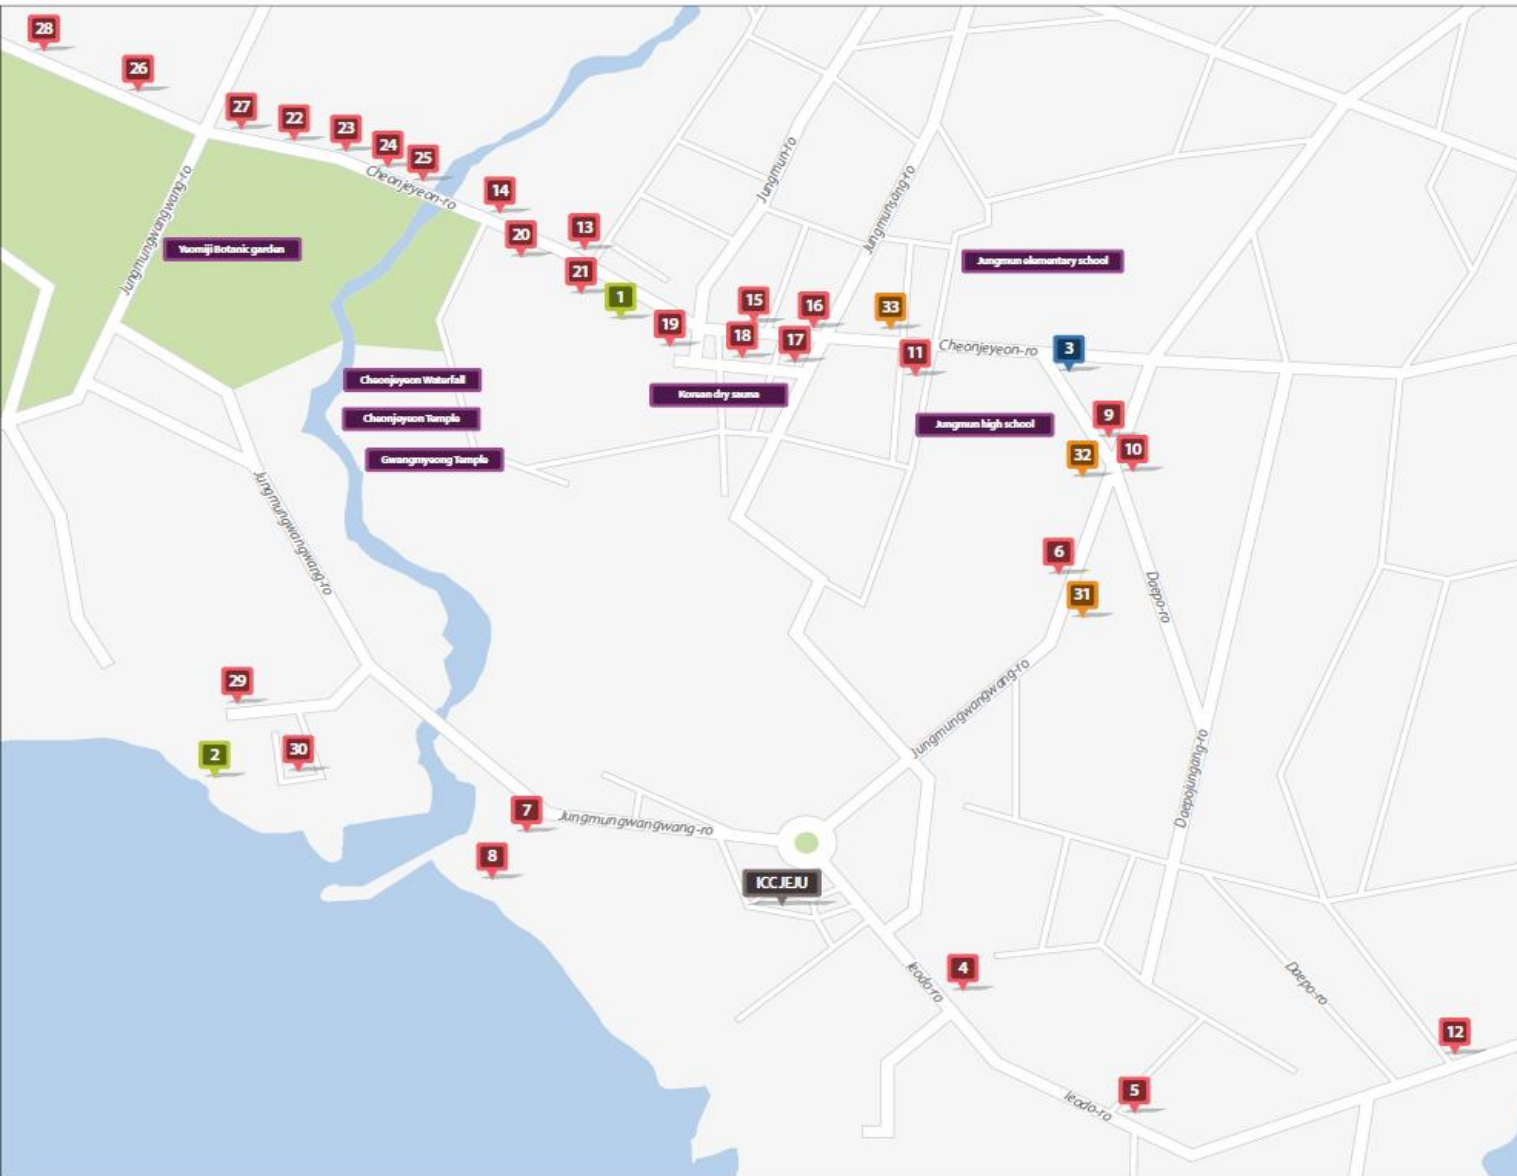 28
26
27
22
23
24
25
Cheonjeyeon-ro
14
20
13
21
1
19
15
16
18
17
33
11
Cheonjeyeon-ro
3
Jungmun-ro
Jungmunsang-ro
Jungmungwangwang-ro
Yeomiji Botanic garden
Jungmun elementary school
Cheonjeyeon Waterfall
Cheonjeyeon Temple
Gwangmyeong Temple
Korean dry sauna
Jungmun high school
9
10
32
6
31
Daepo-ro
Jungmungwangwang-ro
Jungmungwangwang-ro
29
2
30
Daepojungang-ro
7
Jungmungwangwang-ro
8
ICC JEJU
4
Ieodo-ro
Daepo-ro
12
5
Ieodo-ro